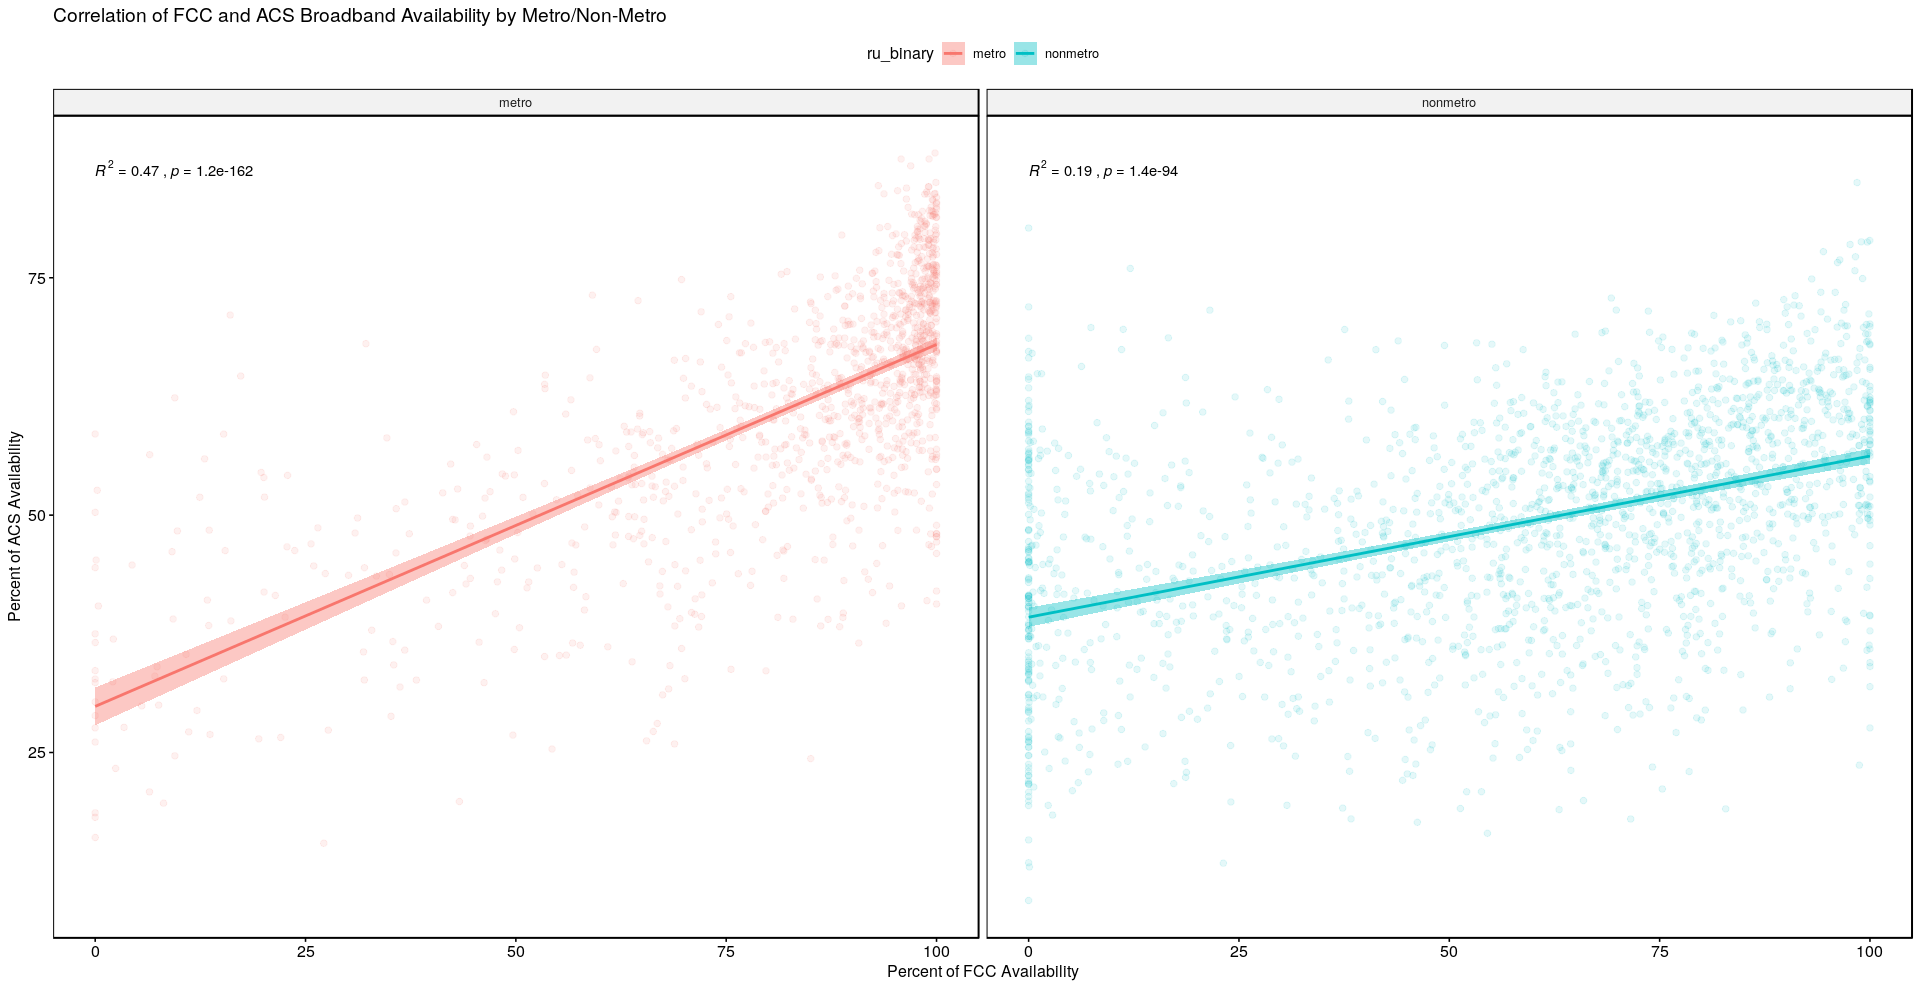 Correlation of FCC and ACS Broadband Availability by Metro/Non-Metro
ru_binary metro nonmetro
metro
nonmetro
R² = 0.47 , p = 1.2e-162
R² = 0.19 , p = 1.4e-94
Percent of ACS Availability
75
50
25
0 25 50 75 100
0 25 50 75 100
Percent of FCC Availability